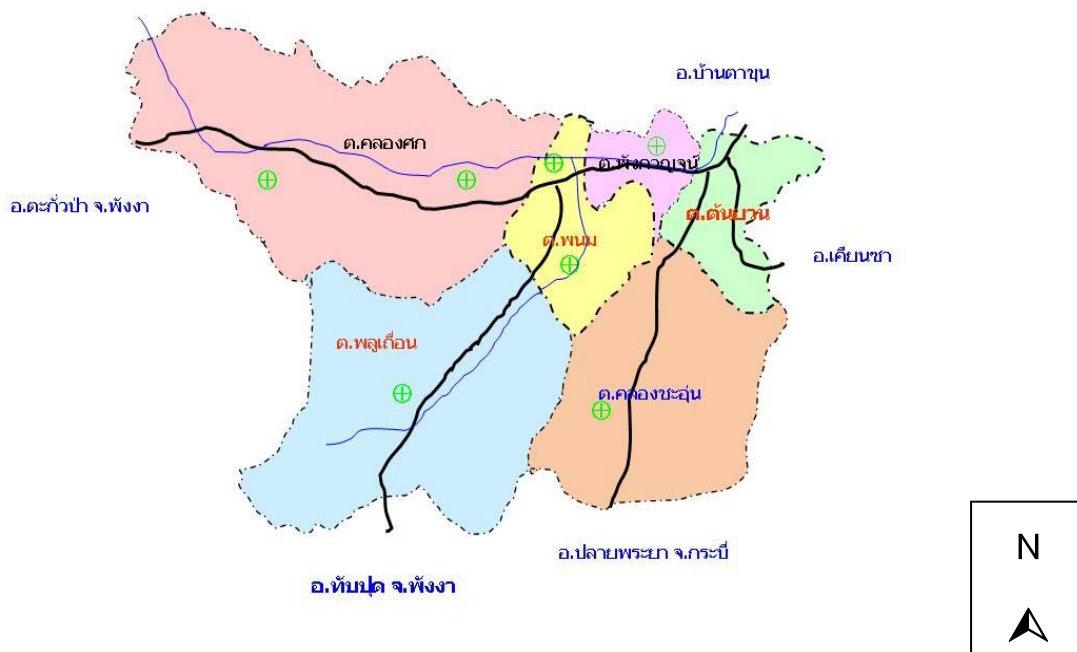 อ.บ้านตาขุน
ต.คลองศก
ต.พังกาญจน์
อ.ตะกั่วป่า จ.พังงา
ต.ต้นยวน
ต.พนม
อ.เคียนซา
ต.พลูเถื่อน
ต.คลองชะอุ่น
N
อ.ปลายพระยา จ.กระบี่
อ.ทับปุด จ.พังงา